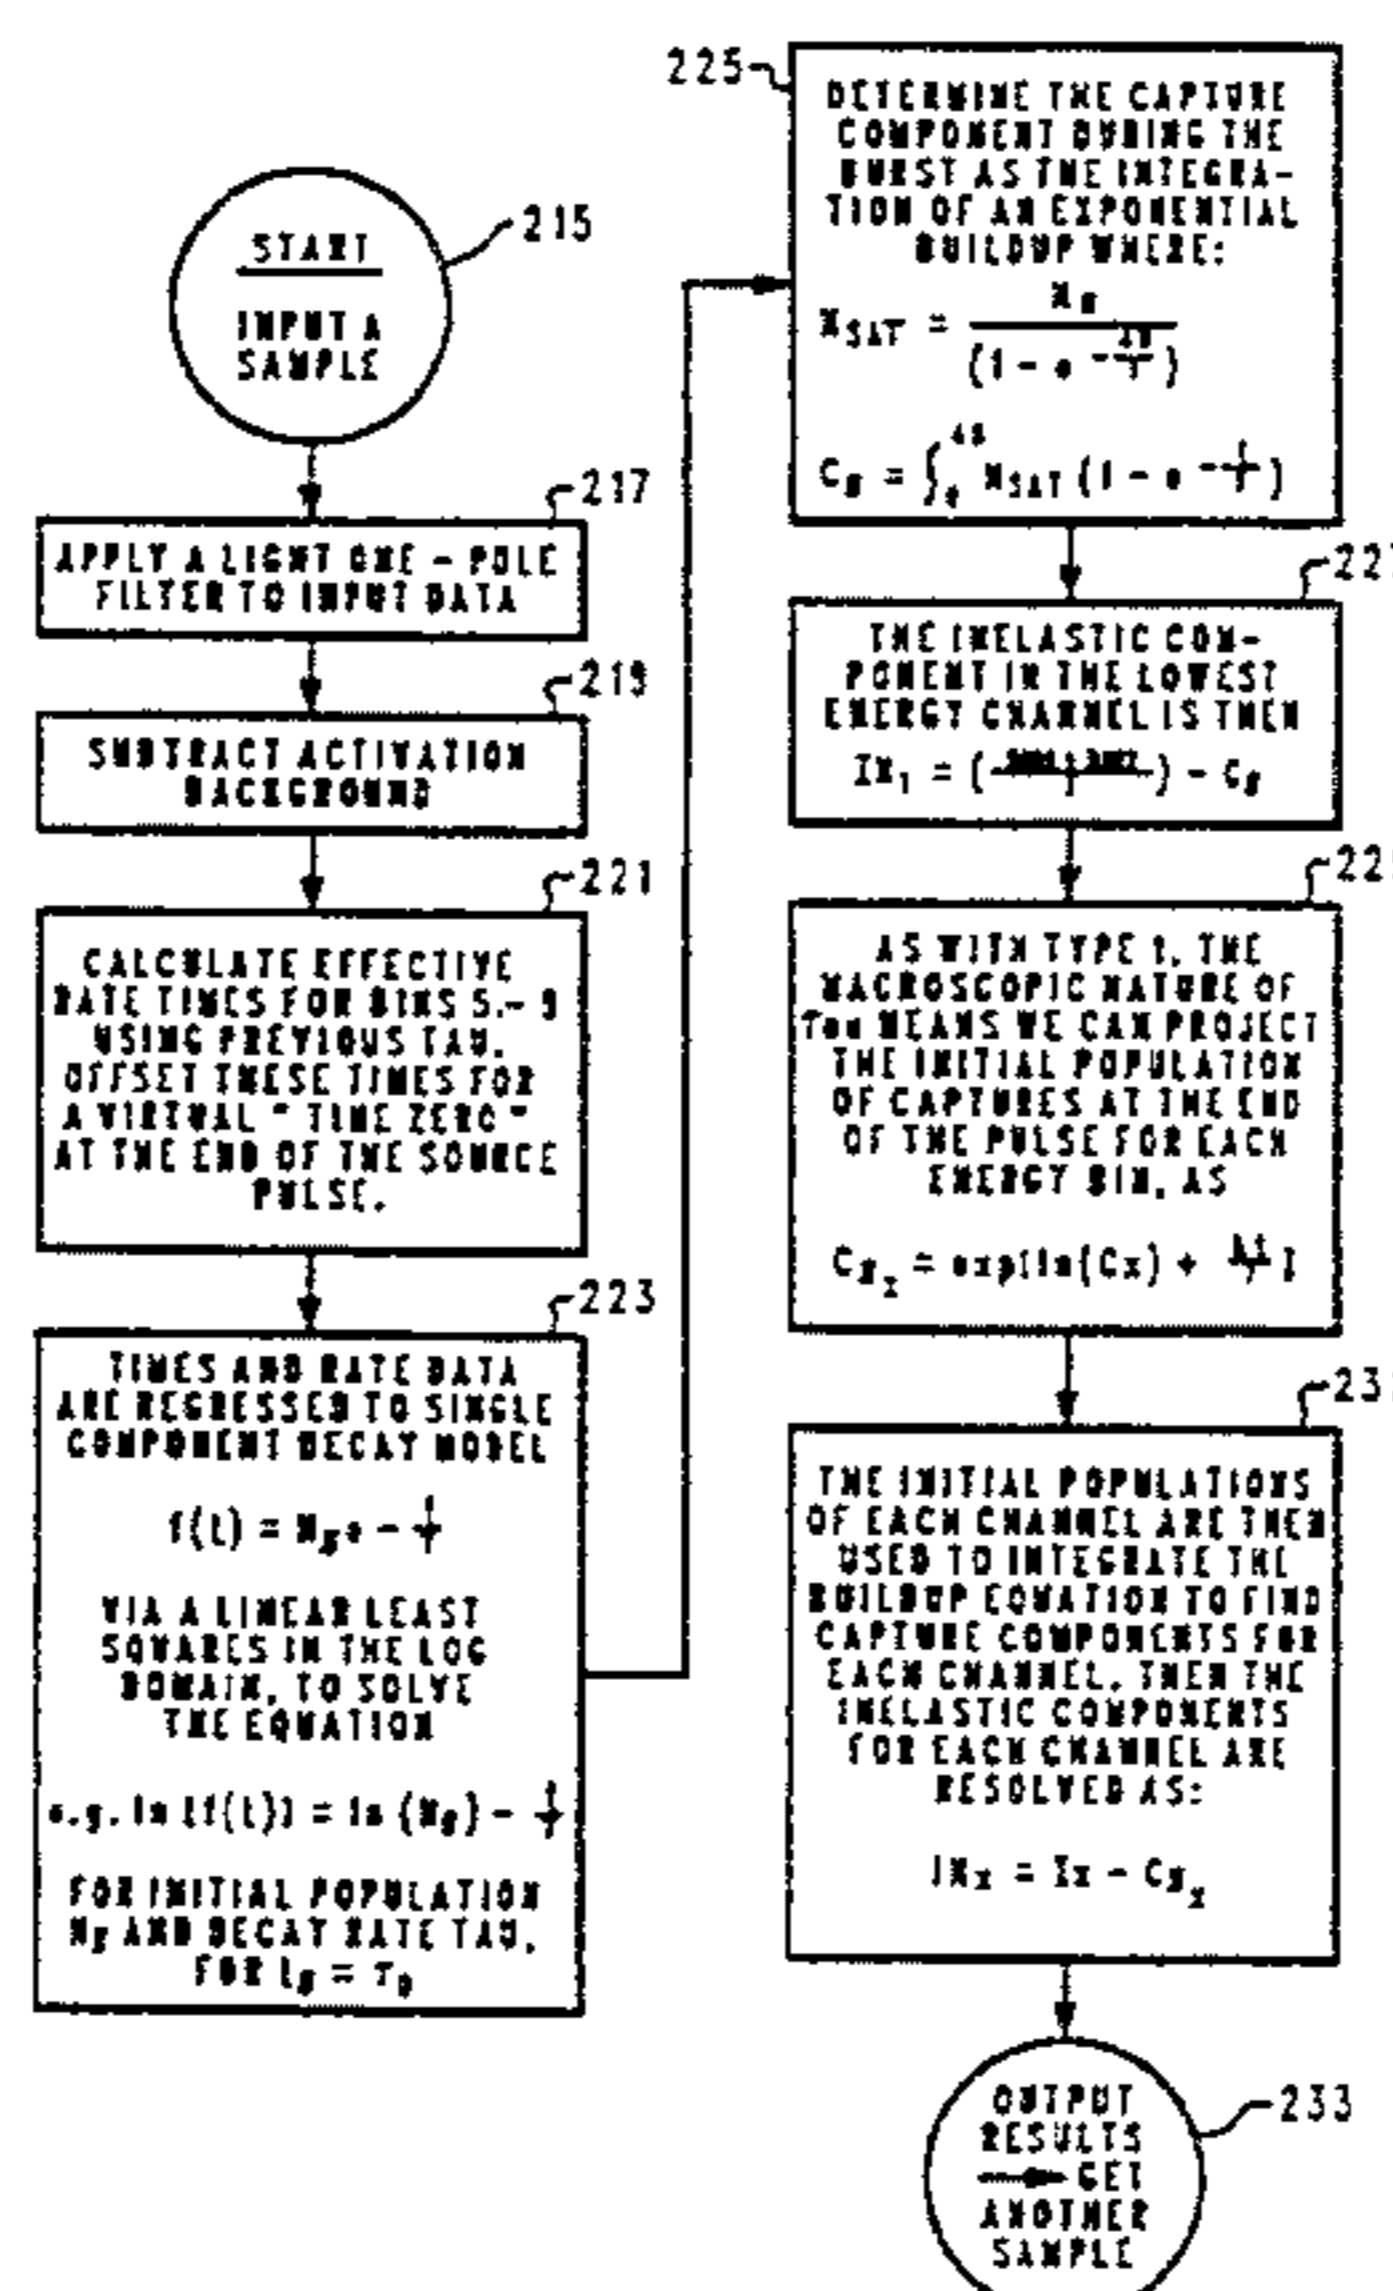 215
START
INPUT A
SAMPLE
217
APPLY A LIGHT ONE - POLE
FILTER TO INPUT DATA
219
SUBTRACT ACTIVATION
BACKGROUND
221
CALCULATE EFFECTIVE
RATE TIMES FOR BINS 5.- 9
USING PREVIOUS TAU.
OFFSET THESE TIMES FOR
A VIRTUAL " TIME ZERO "
AT THE END OF THE SOURCE
PULSE.
223
TIMES AND RATE DATA
ARE REGRESSED TO SINGLE
COMPONENT DECAY MODEL
f(t) =
VIA A LINEAR LEAST
SQUARES IN THE LOG
DOMAIN, TO SOLVE
THE EQUATION
e.g. ln [f(t)] = ln
FOR INITIAL POPULATION
AND DECAY RATE TAU,
FOR
225
DETERMINE THE CAPTURE
COMPONENT DURING THE
BURST AS THE INTEGRA-
TION OF AN EXPONENTIAL
BUILDUP WHERE:
THE INELASTIC COM-
PONENT IN THE LOWEST
ENERGY CHANNEL IS THEN
AS WITH TYPE 1, THE
MACROSCOPIC NATURE OF
Tau MEANS WE CAN PROJECT
THE INITIAL POPULATION
OF CAPTURES AT THE END
OF THE PULSE FOR EACH
ENERGY BIN, AS
THE INITIAL POPULATIONS
OF EACH CHANNEL ARE THEN
USED TO INTEGRATE THE
BUILDUP EQUATION TO FIND
CAPTURE COMPONENTS FOR
EACH CHANNEL. THEN THE
INELASTIC COMPONENTS
FOR EACH CHANNEL ARE
RESOLVED AS:
233
OUTPUT
RESULTS
GET
ANOTHER
SAMPLE